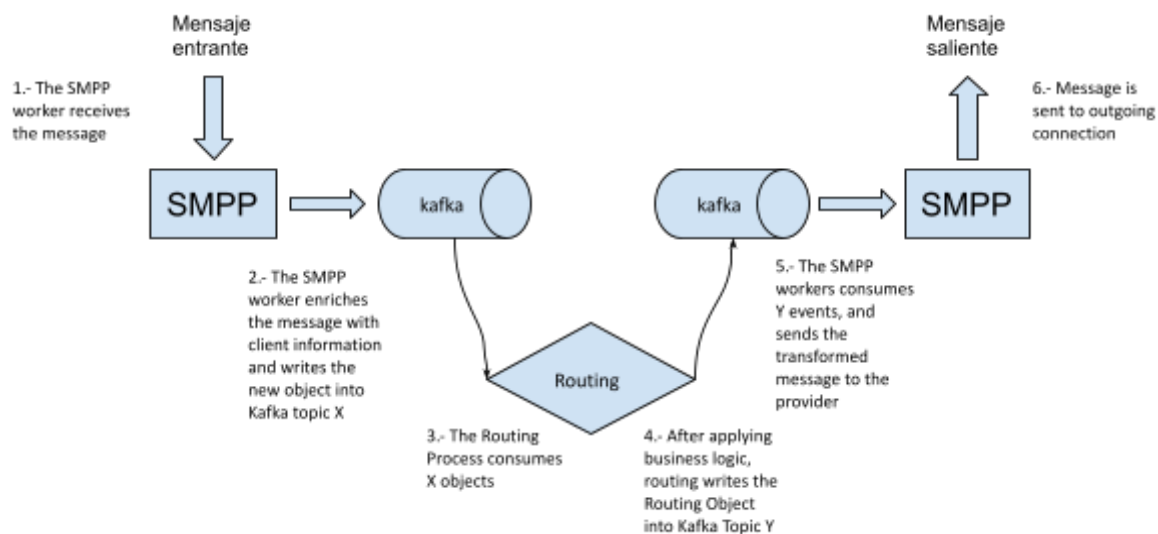 Mensaje
entrante
1.- The SMPP
worker receives
the message
SMPP
2.- The SMPP
worker enriches
the message with
client information
and writes the
new object into
Kafka topic X
kafka
3.- The Routing
Process consumes
X objects
Routing
4.- After applying
business logic,
routing writes the
Routing Object
into Kafka Topic Y
kafka
5.- The SMPP
workers consumes
Y events, and
sends the
transformed
message to the
provider
SMPP
Mensaje
saliente
6.- Message is
sent to outgoing
connection